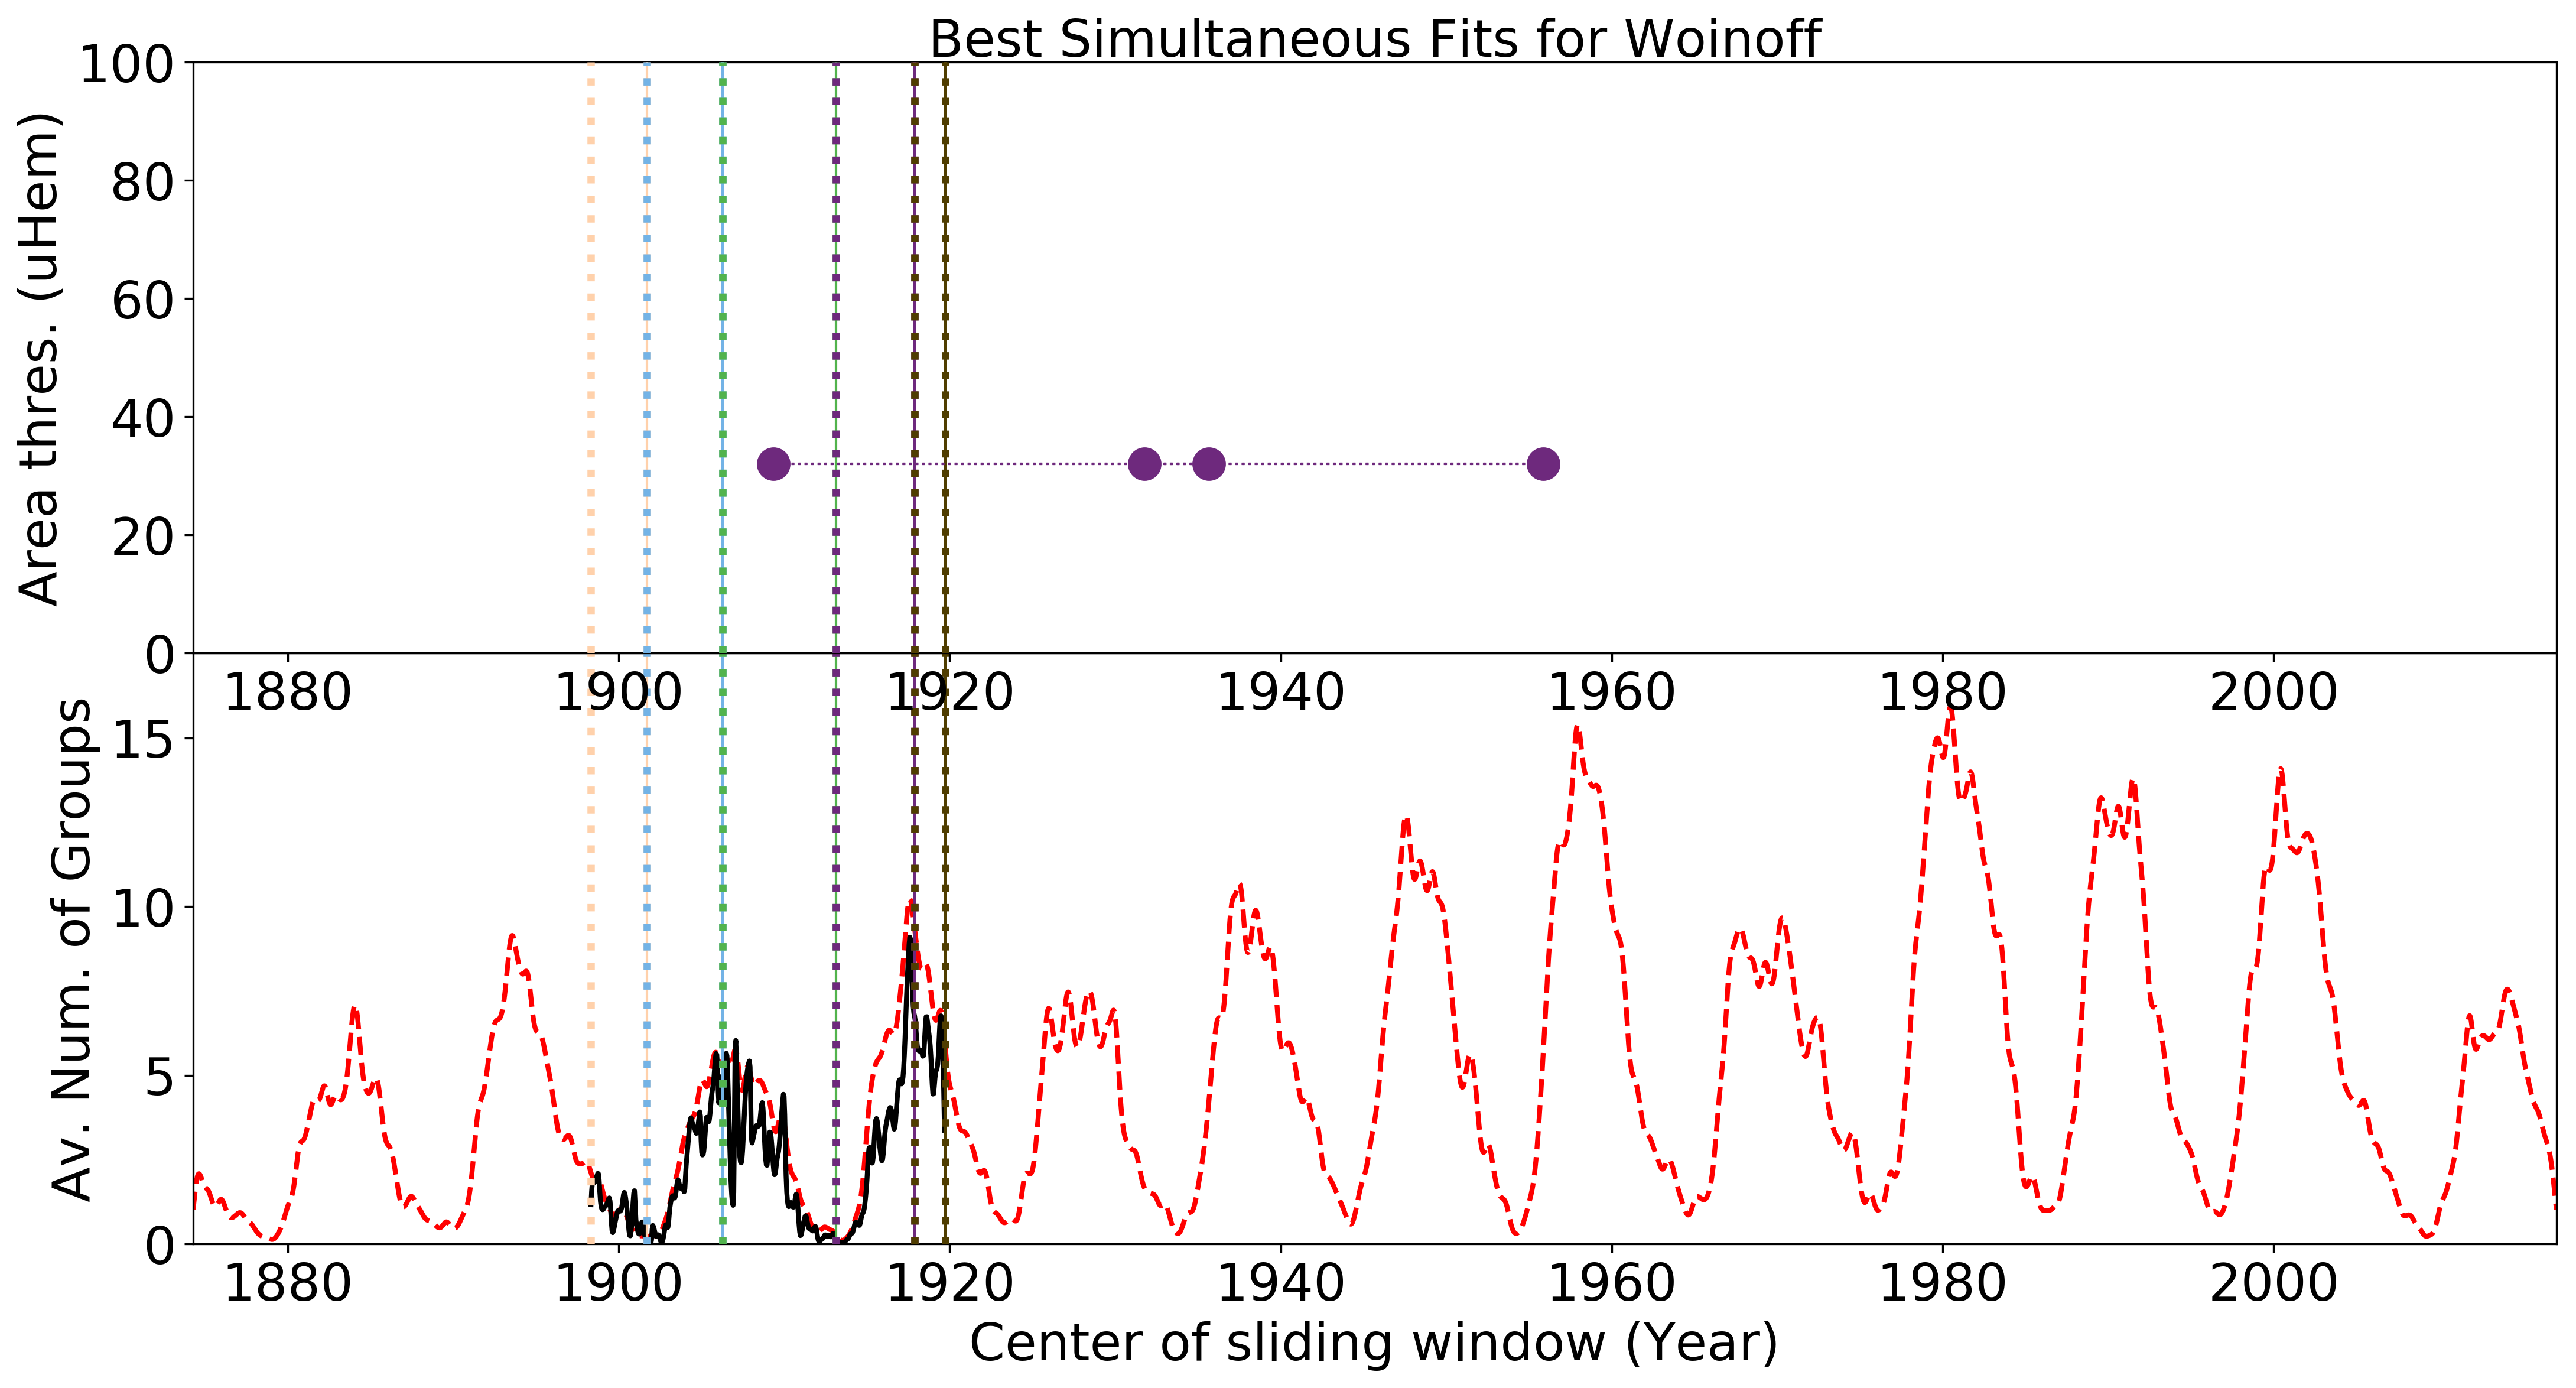 Best Simultaneous Fits for Woinoff
Area thres. (uHem)
100
80
60
40
20
0
1880 1900 1920 1940 1960 1980 2000
Av. Num. of Groups
15
10
5
0
1880 1900 1920 1940 1960 1980 2000
Center of sliding window (Year)